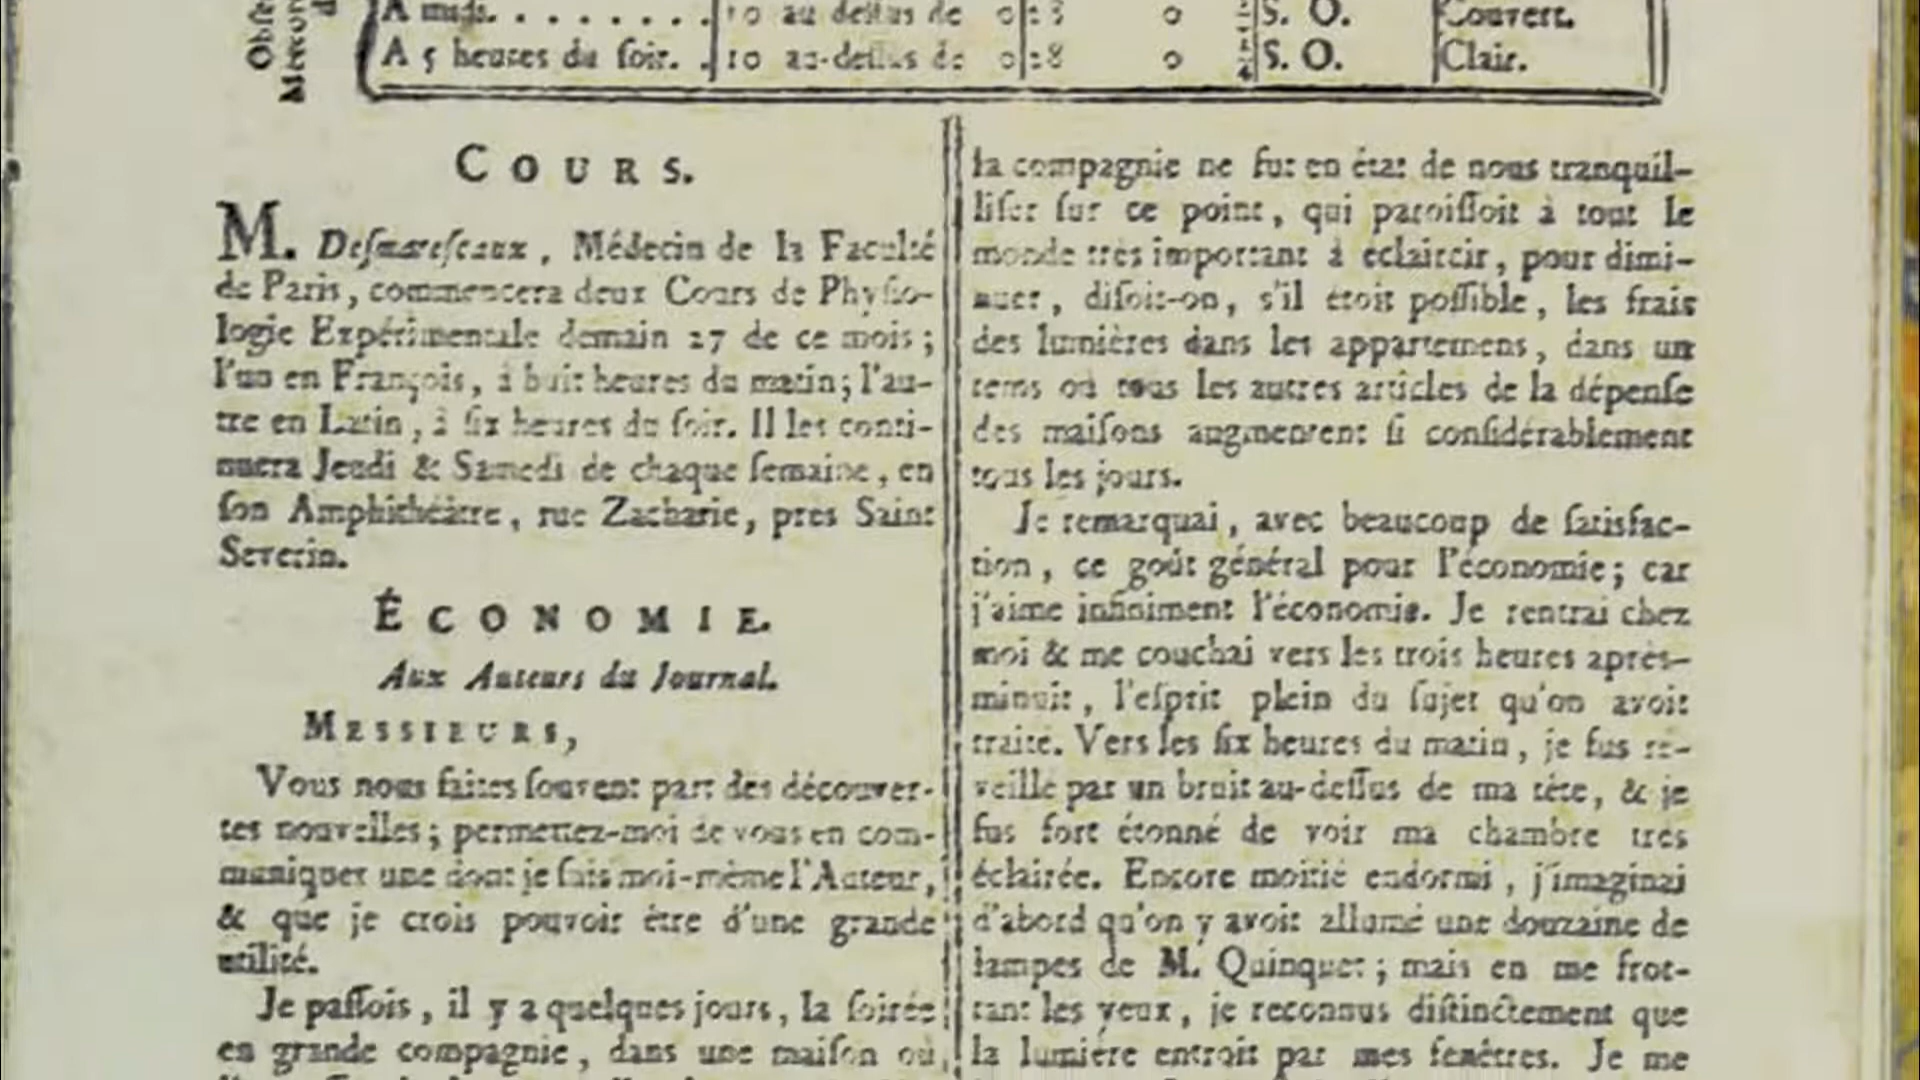 Obse
Météor
d
A midi. . . . . . . . 10 au dessus de 0 28 0 S. O. Couvert.
A 5 heures du soir. . 10 au-dessus de 0 28 0 1/4 S. O. Clair.
COURS.
M. Desmareſceaux, Médecin de la Faculté
de Paris, commencera deux Cours de Phyſio-
logie Expérimentale demain 27 de ce mois;
l'un en François, à huit heures du matin; l'au-
tre en Latin, à ſix heures du ſoir. Il les conti-
nuera Jeudi & Samedi de chaque ſemaine, en
ſon Amphithéâtre, rue Zacharie, près Saint
Severin.
ÉCONOMIE.
Aux Auteurs du Journal.
MESSIEURS,
Vous nous faites ſouvent part des découver-
tes nouvelles; permettez-moi de vous en com-
muniquer une dont je ſuis moi-même l'Auteur,
& que je crois pouvoir être d'une grande
utilité.
Je paſſois, il y a quelques jours, la ſoirée
en grande compagnie, dans une maiſon où
la compagnie ne fut en état de nous tranquil-
liſer ſur ce point, qui paroiſſoit à tout le
monde très important à éclaircir, pour dimi-
nuer, diſoit-on, s'il étoit poſſible, les frais
des lumières dans les appartemens, dans un
tems où tous les autres articles de la dépenſe
des maiſons augmentent ſi conſidérablement
tous les jours.
Je remarquai, avec beaucoup de ſatisfac-
tion, ce goût général pour l'économie; car
j'aime infiniment l'économie. Je rentrai chez
moi & me couchai vers les trois heures après-
minuit, l'eſprit plein du ſujet qu'on avoit
traité. Vers les ſix heures du matin, je fus ré-
veillé par un bruit au-deſſus de ma tête, & je
fus fort étonné de voir ma chambre très
éclairée. Encore moitié endormi, j'imaginai
d'abord qu'on y avoit allumé une douzaine de
lampes de M. Quinquet; mais en me frot-
tant les yeux, je reconnus diſtinctement que
la lumiére entroit par mes fenêtres. Je me